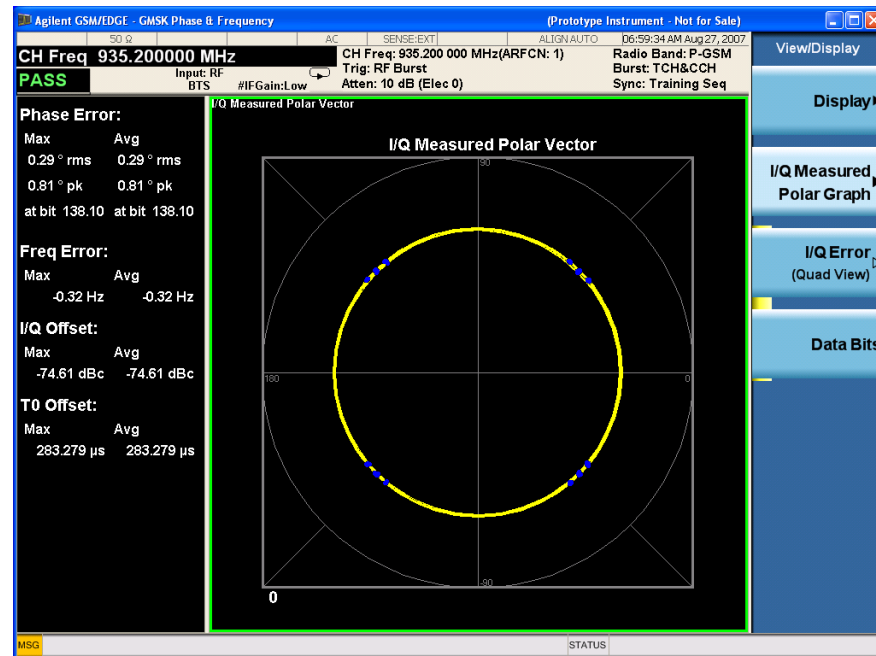 Agilent GSM/EDGE - GMSK Phase & Frequency (Prototype Instrument - Not for Sale)
50 Ω AC SENSE:EXT ALIGN AUTO 06:59:34 AM Aug 27, 2007
CH Freq 935.200000 MHz
CH Freq: 935.200 000 MHz(ARFCN: 1) Radio Band: P-GSM
Input: RF Trig: RF Burst Burst: TCH&CCH
PASS BTS #IFGain:Low Atten: 10 dB (Elec 0) Sync: Training Seq
View/Display
Display
I/Q Measured
Polar Graph
I/Q Error
(Quad View)
Data Bits
Phase Error:
Max Avg
0.29 ° rms 0.29 ° rms
0.81 ° pk 0.81 ° pk
at bit 138.10 at bit 138.10
Freq Error:
Max Avg
-0.32 Hz -0.32 Hz
I/Q Offset:
Max Avg
-74.61 dBc -74.61 dBc
T0 Offset:
Max Avg
283.279 µs 283.279 µs
I/Q Measured Polar Vector
I/Q Measured Polar Vector
90
180 0
-90
0
MSG STATUS